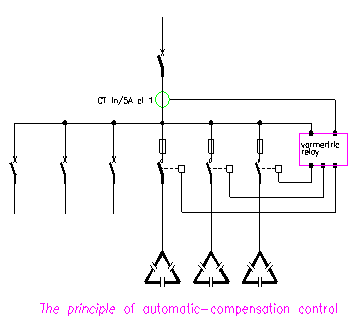 CT In/5A cl 1
varmetric
relay
The principle of automatic-compensation control